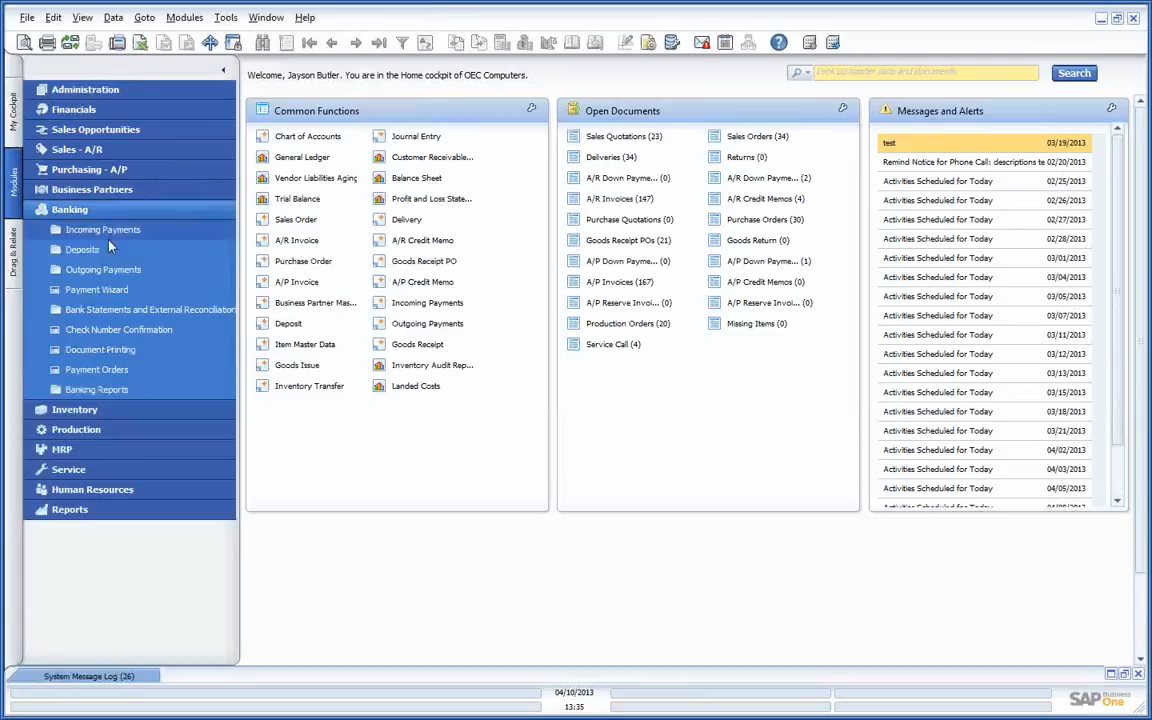 File Edit View Data Goto Modules Tools Window Help
Welcome, Jayson Butler. You are in the Home cockpit of OEC Computers.
Look up master data and documents
Search
My Cockpit
Modules
Drag & Relate
Administration
Financials
Sales Opportunities
Sales - A/R
Purchasing - A/P
Business Partners
Banking
Incoming Payments
Deposits
Outgoing Payments
Payment Wizard
Bank Statements and External Reconciliation
Check Number Confirmation
Document Printing
Payment Orders
Banking Reports
Inventory
Production
MRP
Service
Human Resources
Reports
Common Functions
Chart of Accounts Journal Entry
General Ledger Customer Receivable...
Vendor Liabilities Aging Balance Sheet
Trial Balance Profit and Loss State...
Sales Order Delivery
A/R Invoice A/R Credit Memo
Purchase Order Goods Receipt PO
A/P Invoice A/P Credit Memo
Business Partner Mas... Incoming Payments
Deposit Outgoing Payments
Item Master Data Goods Receipt
Goods Issue Inventory Audit Rep...
Inventory Transfer Landed Costs
Open Documents
Sales Quotations (23) Sales Orders (34)
Deliveries (34) Returns (0)
A/R Down Payme... (0) A/R Down Payme... (2)
A/R Invoices (147) A/R Credit Memos (4)
Purchase Quotations (0) Purchase Orders (30)
Goods Receipt POs (21) Goods Return (0)
A/P Down Payme... (0) A/P Down Payme... (1)
A/P Invoices (167) A/P Credit Memos (0)
A/P Reserve Invoi... (0) A/P Reserve Invoi... (0)
Production Orders (20) Missing Items (0)
Service Call (4)
Messages and Alerts
test 03/19/2013
Remind Notice for Phone Call: descriptions te 02/20/2013
Activities Scheduled for Today 02/25/2013
Activities Scheduled for Today 02/26/2013
Activities Scheduled for Today 02/27/2013
Activities Scheduled for Today 02/28/2013
Activities Scheduled for Today 03/01/2013
Activities Scheduled for Today 03/04/2013
Activities Scheduled for Today 03/05/2013
Activities Scheduled for Today 03/07/2013
Activities Scheduled for Today 03/11/2013
Activities Scheduled for Today 03/12/2013
Activities Scheduled for Today 03/13/2013
Activities Scheduled for Today 03/15/2013
Activities Scheduled for Today 03/18/2013
Activities Scheduled for Today 03/21/2013
Activities Scheduled for Today 04/02/2013
Activities Scheduled for Today 04/03/2013
Activities Scheduled for Today 04/05/2013
System Message Log (26)
04/10/2013
13:35
SAP Business One